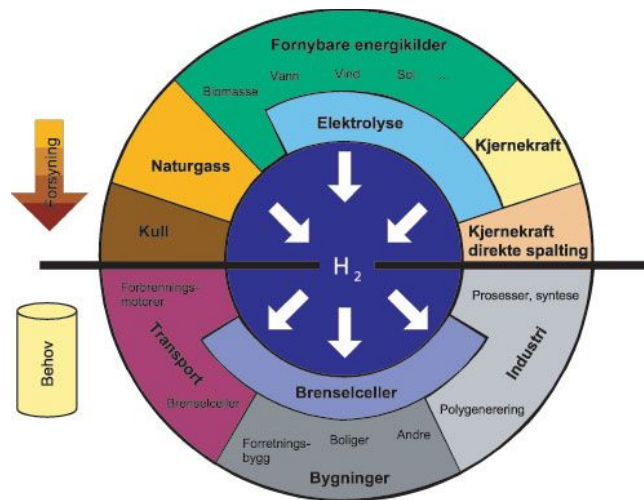 Fornybare energikilder
Vann Vind Sol ...
Biomasse
Elektrolyse
Kjernekraft
Naturgass
Forsyning
Kull
Kjernekraft
direkte spalting
H2
Forbrennings-
motorer
Prosesser, syntese
Transport
Industri
Behov
Brenselceller
Brenselceller
Polygenerering
Forretnings-
bygg
Boliger
Andre
Bygninger